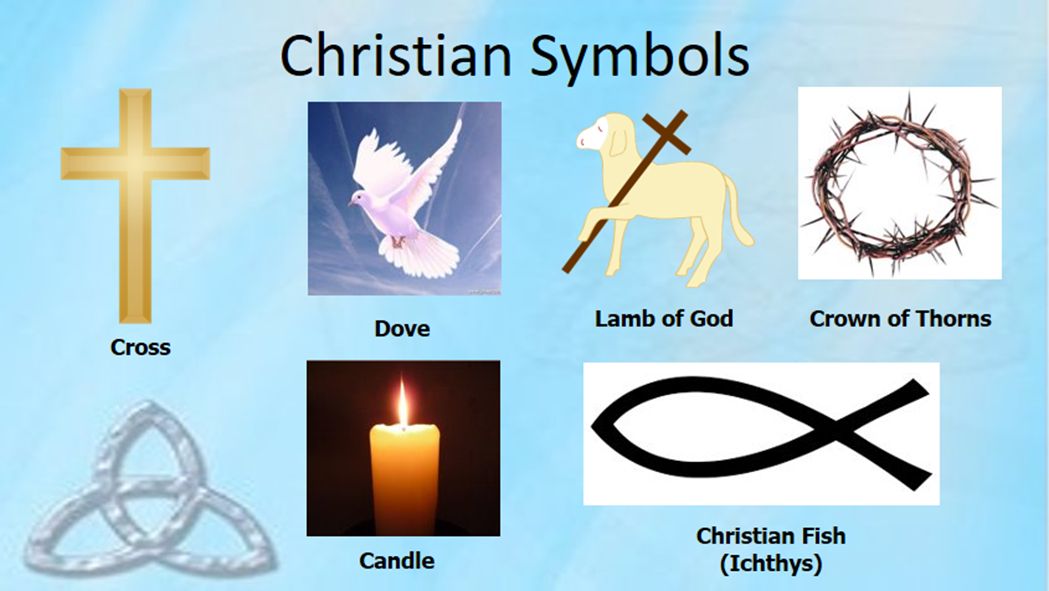 Christian Symbols
Cross
Dove
Lamb of God
Crown of Thorns
Candle
Christian Fish
(Ichthys)